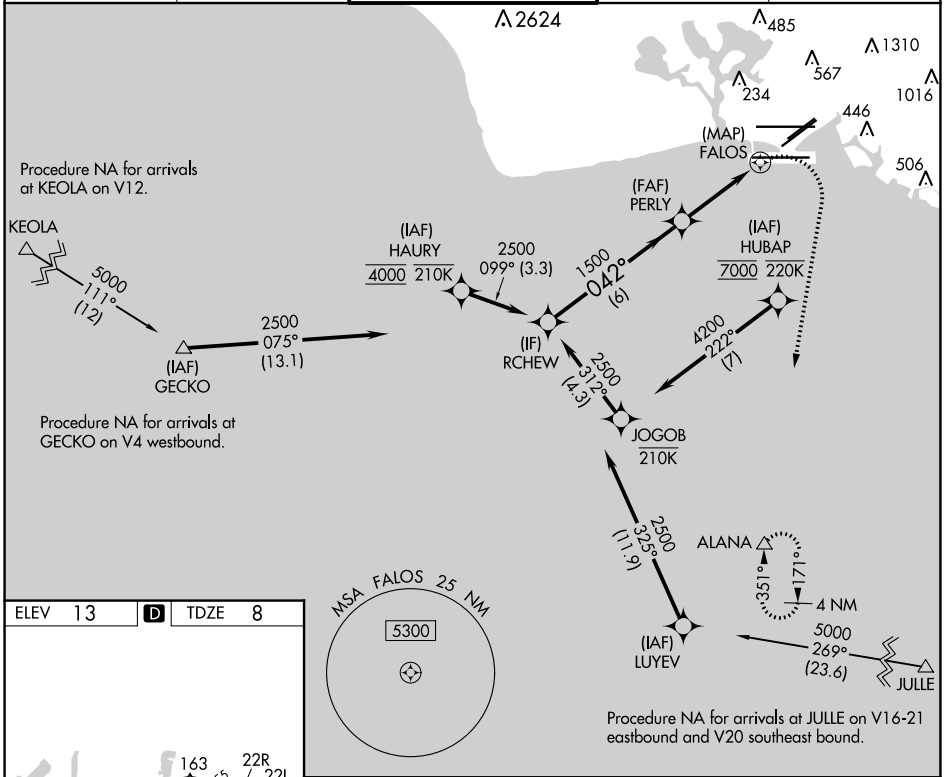 2624
485
1310
567
1016
234
446
(MAP)
FALOS
506
Procedure NA for arrivals
at KEOLA on V12.
(FAF)
PERLY
KEOLA
(IAF)
HAURY
4000 210K
2500
099° (3.3)
(IAF)
HUBAP
7000 220K
5000
111°
(12)
1500
042°
(6)
2500
075°
(13.1)
(IAF)
GECKO
(IF)
RCHEW
4200
222°
(7)
2500
312°
(4.3)
Procedure NA for arrivals at
GECKO on V4 westbound.
JOGOB
210K
2500
325°
(11.9)
ALANA
351°
171°
4 NM
MSA FALOS 25 NM
5300
ELEV 13 D TDZE 8
(IAF)
LUYEV
5000
269°
(23.6)
JULLE
Procedure NA for arrivals at JULLE on V16-21
eastbound and V20 southeast bound.
163
22R
22L